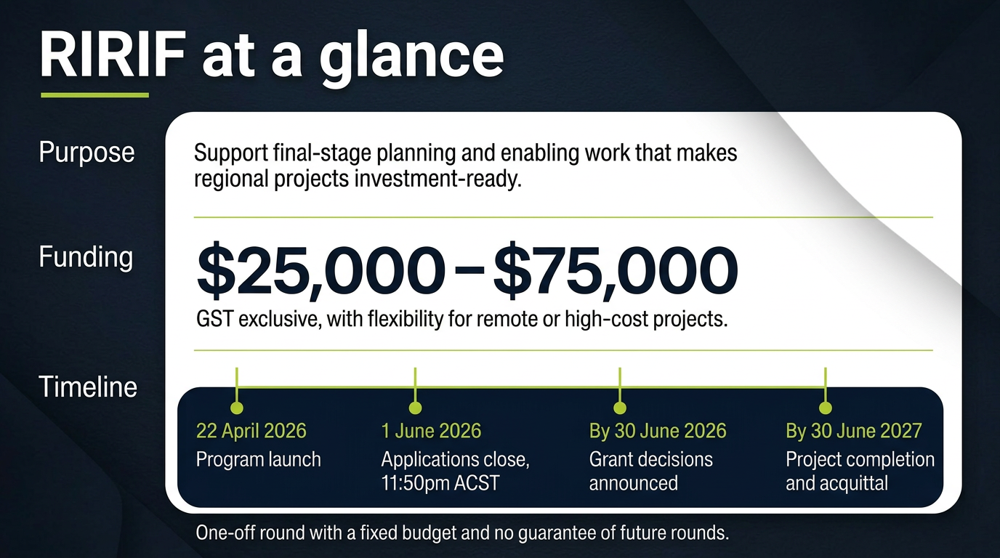 RIRIF at a glance
Purpose
Support final-stage planning and enabling work that makes
regional projects investment-ready.
Funding
$25,000 – $75,000
GST exclusive, with flexibility for remote or high-cost projects.
Timeline
22 April 2026
Program launch
1 June 2026
Applications close,
11:50pm ACST
By 30 June 2026
Grant decisions
announced
By 30 June 2027
Project completion
and acquittal
One-off round with a fixed budget and no guarantee of future rounds.